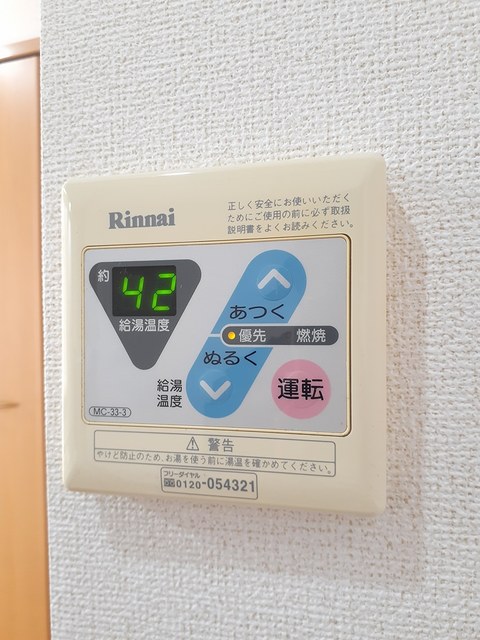 Rinnai
正しく安全にお使いいただく
ためにご使用の前に必ず取扱
説明書をよくお読みください。
約
42
給湯温度
あつく
優先 燃焼
ぬるく
給湯
温度
運転
MC-33-3
⚠ 警告
やけど防止のため、お湯を使う前に湯温を確かめてください。
フリーダイヤル
0120-054321